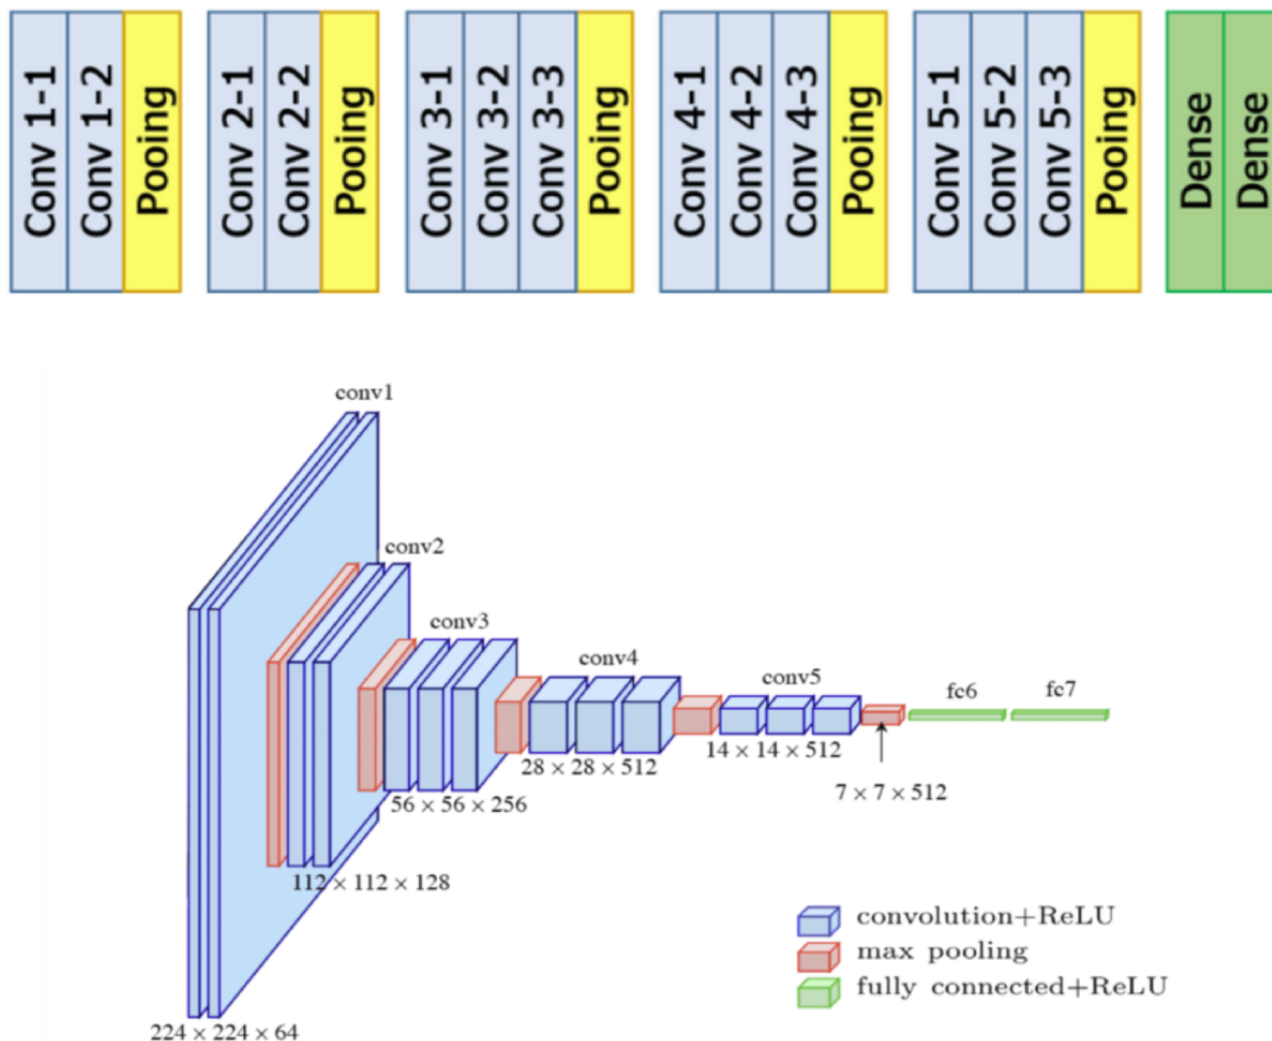 Conv 1-1
Conv 1-2
Pooing
Conv 2-1
Conv 2-2
Pooing
Conv 3-1
Conv 3-2
Conv 3-3
Pooing
Conv 4-1
Conv 4-2
Conv 4-3
Pooing
Conv 5-1
Conv 5-2
Conv 5-3
Pooing
Dense
Dense
conv1
conv2
conv3
conv4
conv5
fc6
fc7
224 × 224 × 64
112 × 112 × 128
56 × 56 × 256
28 × 28 × 512
14 × 14 × 512
7 × 7 × 512
convolution+ReLU
max pooling
fully connected+ReLU